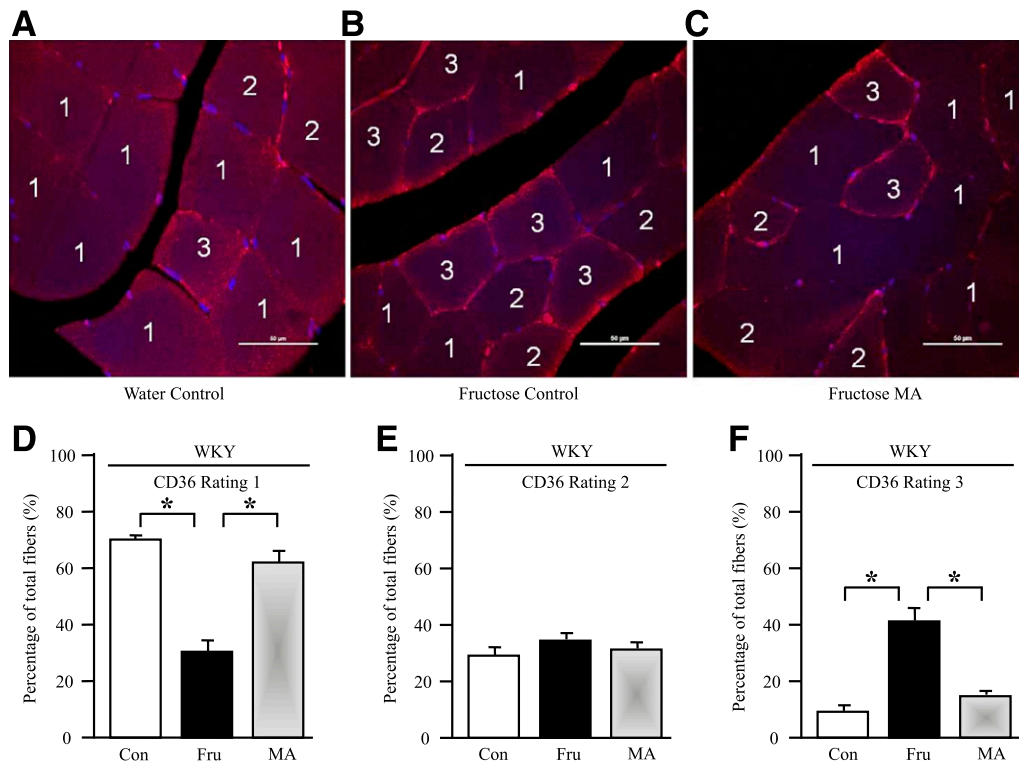 A
B
C
1
2
2
1
1
1
1
3
1
1
1
50 µm
3
1
3
2
1
3
2
3
3
2
1
1
2
50 µm
3
1
1
1
3
1
2
1
1
2
2
50 µm
Water Control
Fructose Control
Fructose MA
D
WKY
CD36 Rating 1
Percentage of total fibers (%)
100
80
60
40
20
0
*
*
Con
Fru
MA
E
WKY
CD36 Rating 2
Percentage of total fibers (%)
100
80
60
40
20
0
Con
Fru
MA
F
WKY
CD36 Rating 3
Percentage of total fibers (%)
100
80
60
40
20
0
*
*
Con
Fru
MA